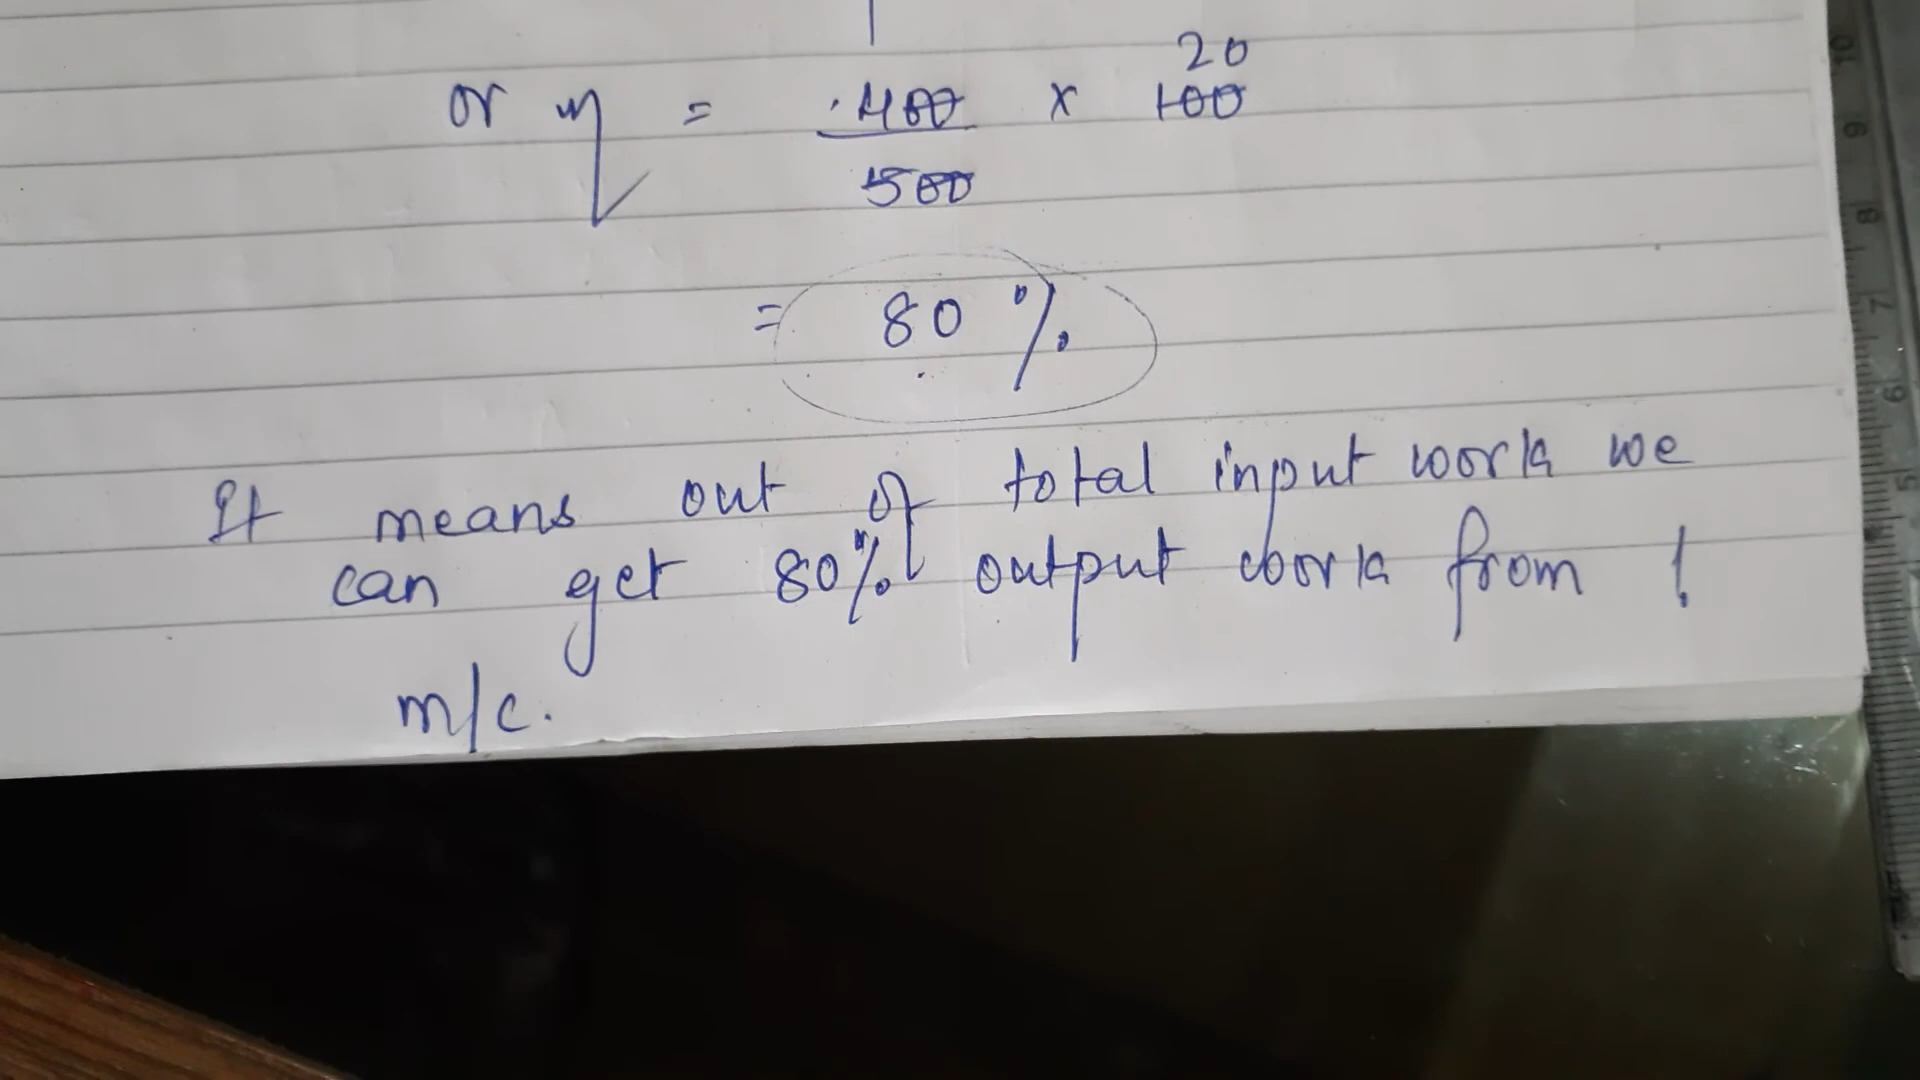 20
or η = 400 × 100
500
= 80 %
It means out of total input work we
can get 80% output work from
m/c.